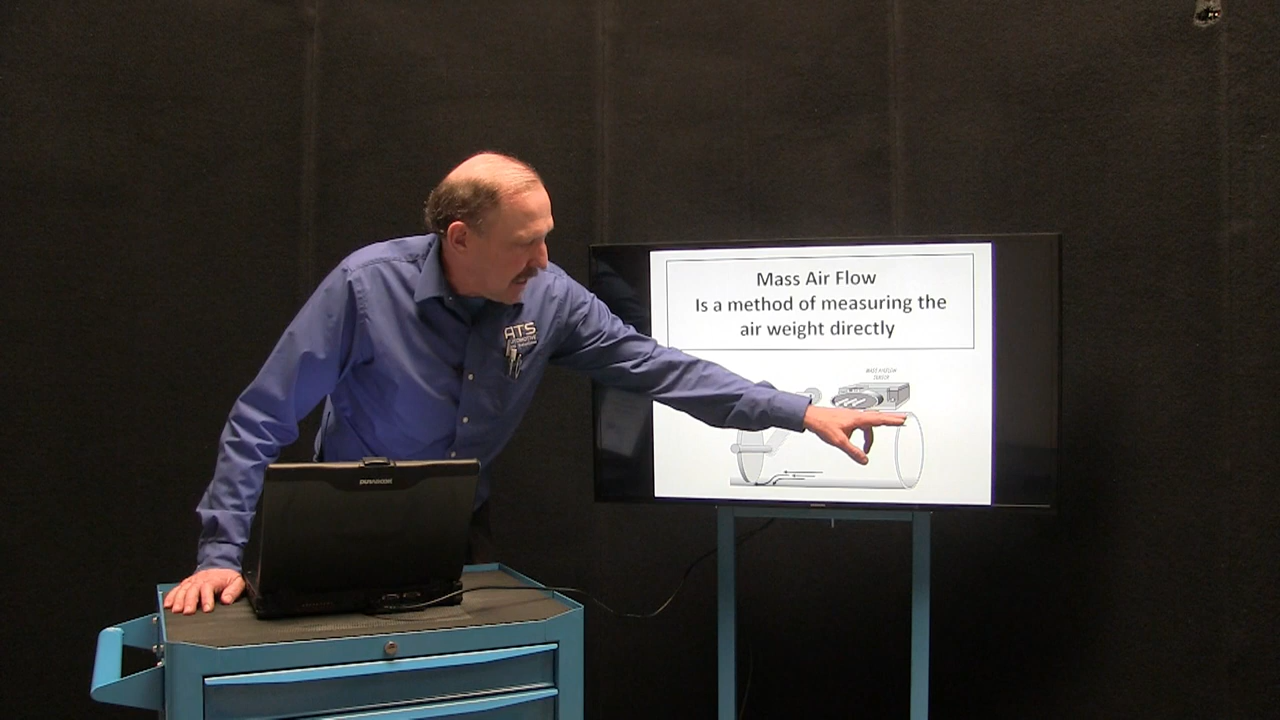 Mass Air Flow
Is a method of measuring the
air weight directly
MASS AIRFLOW
SENSOR
ATS
DURABOOK